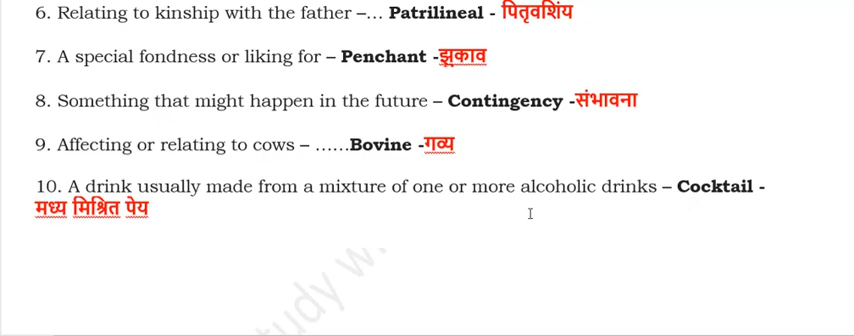 6. Relating to kinship with the father –… Patrilineal - पितृवशिंय
7. A special fondness or liking for – Penchant -झुकाव
8. Something that might happen in the future – Contingency -संभावना
9. Affecting or relating to cows – ……Bovine -गव्य
10. A drink usually made from a mixture of one or more alcoholic drinks – Cocktail -
मध्य मिश्रित पेय
tudy w